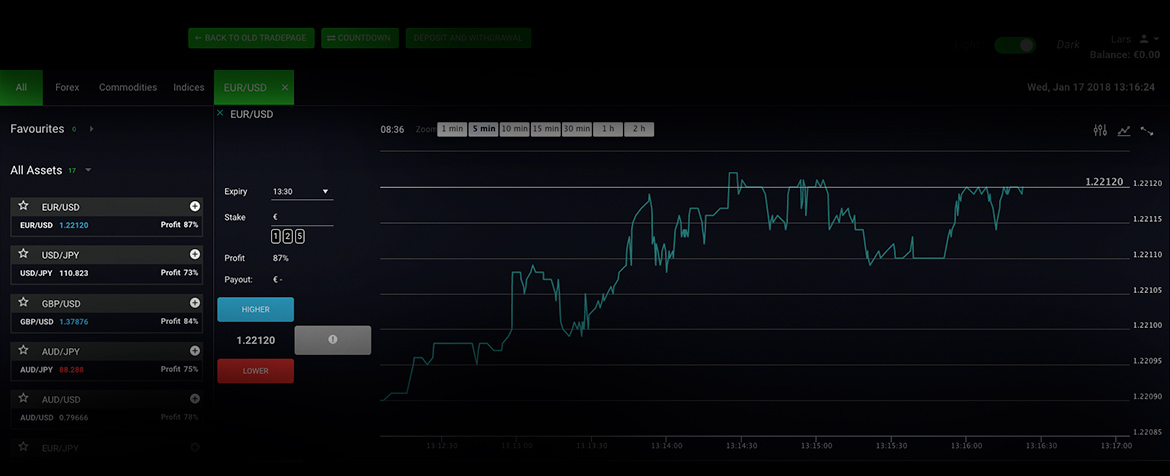 ← BACK TO OLD TRADEPAGE
⇄ COUNTDOWN
DEPOSIT AND WITHDRAWAL
Dark
Lars
Balance: €0.00
All
Forex
Commodities
Indices
EUR/USD ×
Wed, Jan 17 2018 13:16:24
Favourites 0
All Assets 17
EUR/USD
EUR/USD 1.22120 Profit 87%
USD/JPY
USD/JPY 110.823 Profit 73%
GBP/USD
GBP/USD 1.37876 Profit 84%
AUD/JPY
AUD/JPY 88.288 Profit 75%
AUD/USD
AUD/USD 0.79666 Profit 78%
EUR/JPY
× EUR/USD
Expiry 13:30
Stake €
1 2 5
Profit 87%
Payout: € -
HIGHER
1.22120
LOWER
08:36 Zoom 1 min 5 min 10 min 15 min 30 min 1 h 2 h
1.22120
1.22120
1.22115
1.22110
1.22105
1.22100
1.22095
1.22090
1.22085
13:12:30 13:13:00 13:13:30 13:14:00 13:14:30 13:15:00 13:15:30 13:16:00 13:16:30 13:17:00